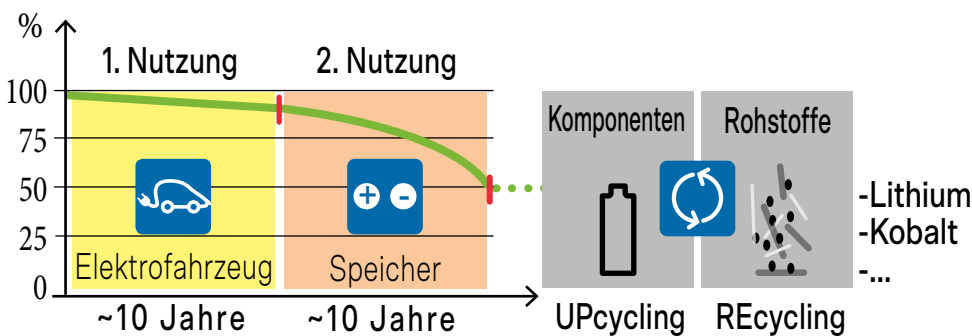 %
1. Nutzung
2. Nutzung
100
75
50
25
0
Elektrofahrzeug
Speicher
+ -
~10 Jahre
~10 Jahre
Komponenten
Rohstoffe
UPcycling
REcycling
-Lithium
-Kobalt
-...